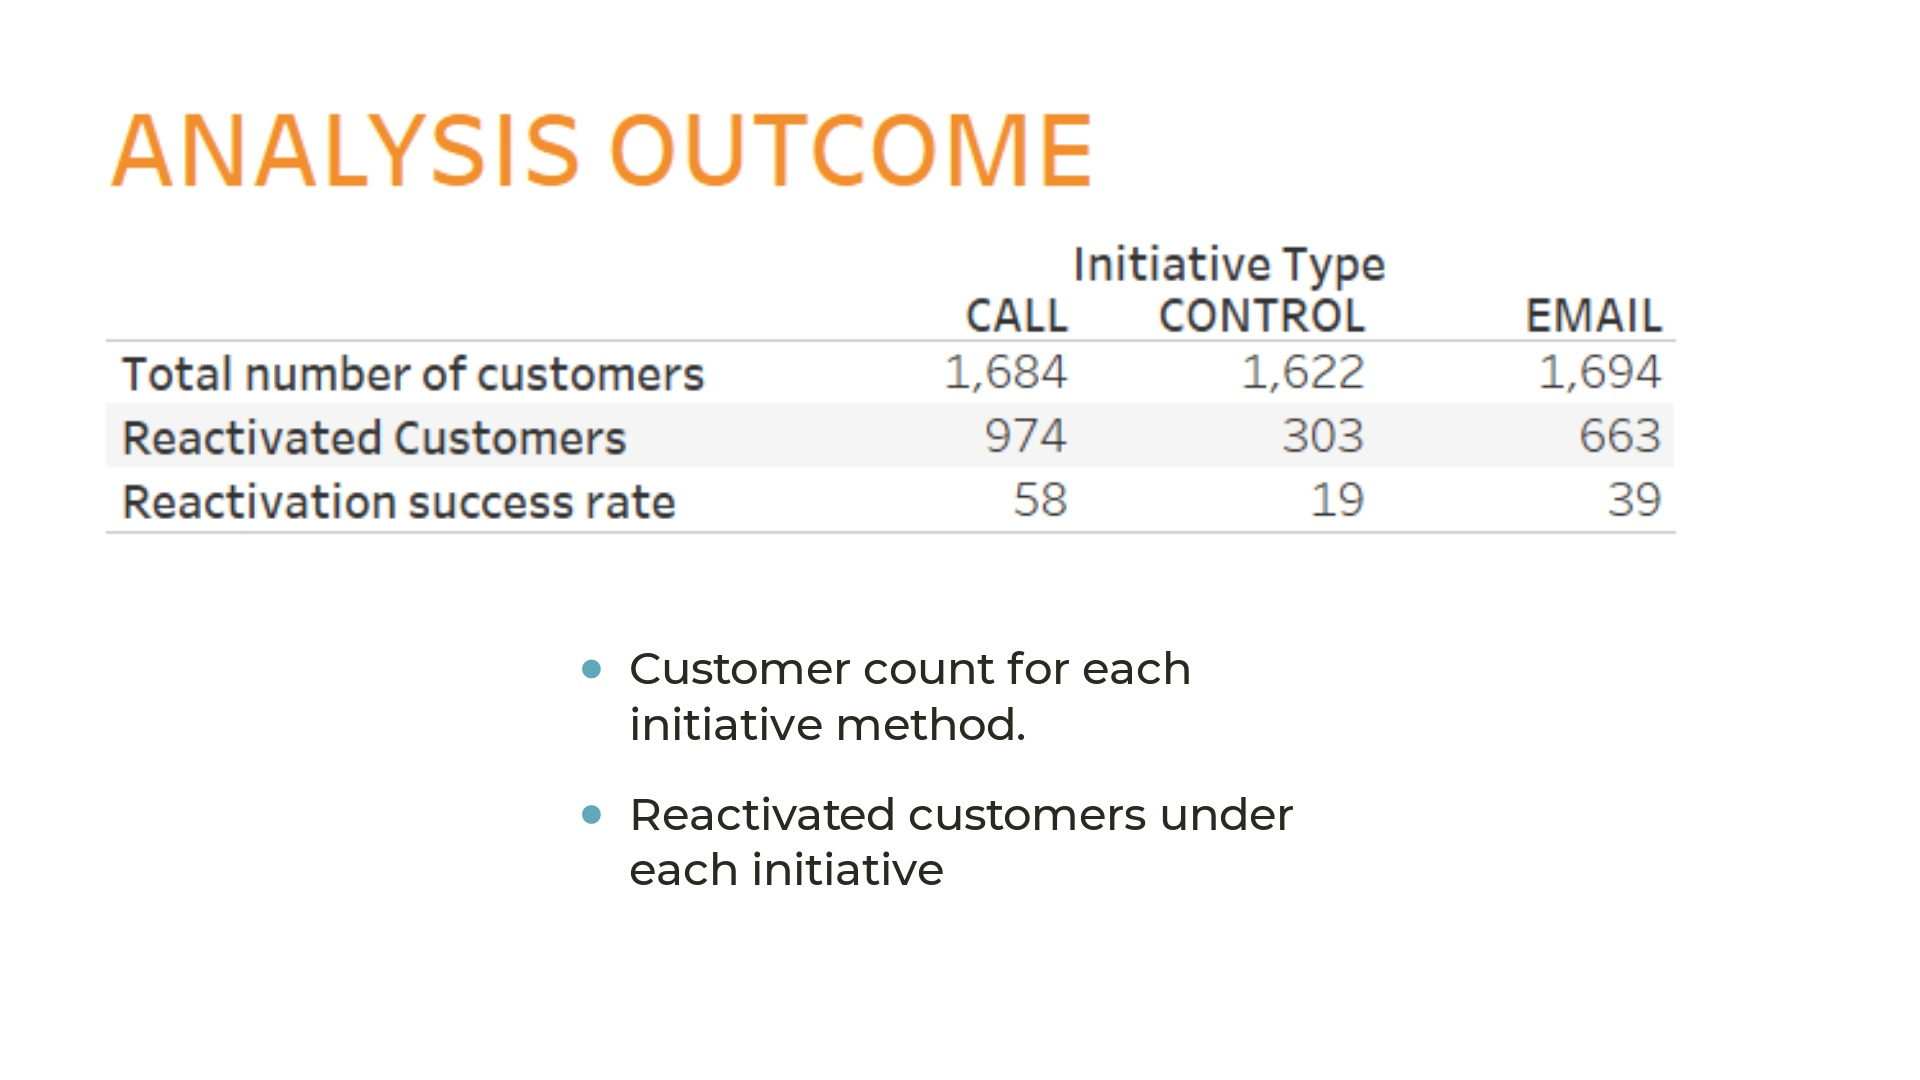 ANALYSIS OUTCOME
Initiative Type
CALL CONTROL EMAIL
Total number of customers 1,684 1,622 1,694
Reactivated Customers 974 303 663
Reactivation success rate 58 19 39
Customer count for each
initiative method.
Reactivated customers under
each initiative